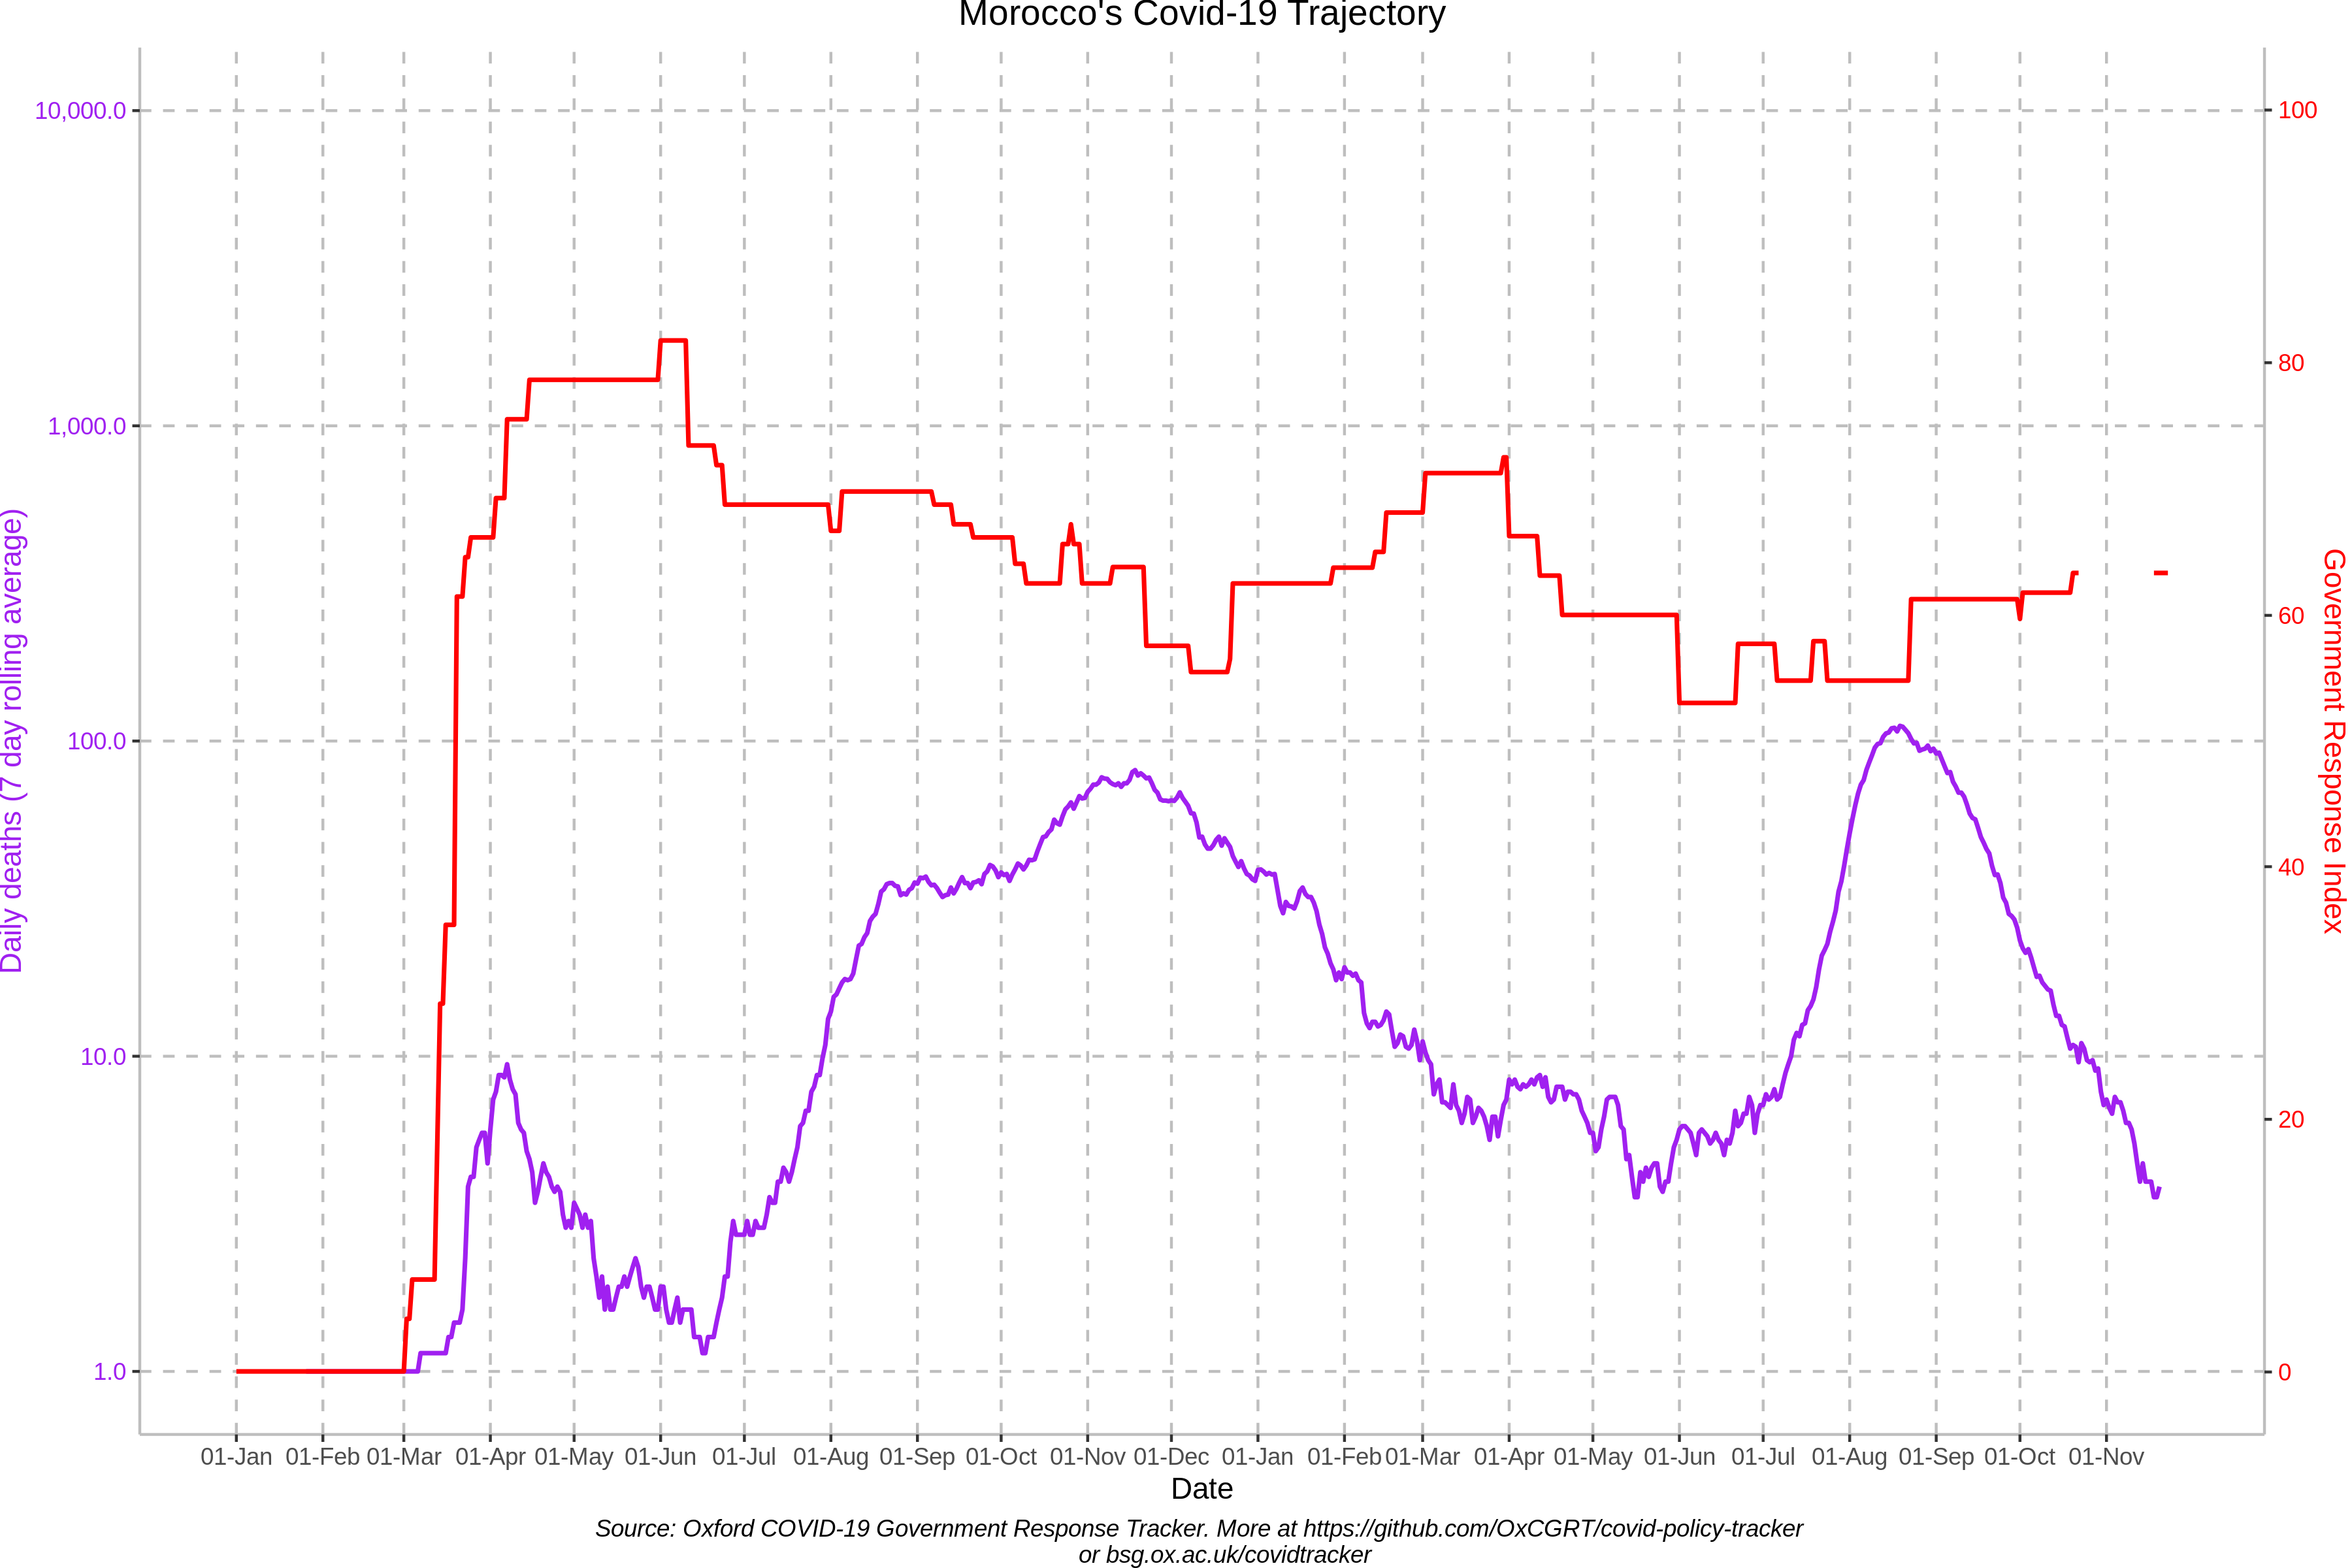 Morocco's Covid-19 Trajectory
10,000.0
1,000.0
100.0
10.0
1.0
Daily deaths (7 day rolling average)
100
80
60
40
20
0
Government Response Index
01-Jan 01-Feb 01-Mar 01-Apr 01-May 01-Jun 01-Jul 01-Aug 01-Sep 01-Oct 01-Nov 01-Dec 01-Jan 01-Feb 01-Mar 01-Apr 01-May 01-Jun 01-Jul 01-Aug 01-Sep 01-Oct 01-Nov
Date
Source: Oxford COVID-19 Government Response Tracker. More at https://github.com/OxCGRT/covid-policy-tracker
or bsg.ox.ac.uk/covidtracker